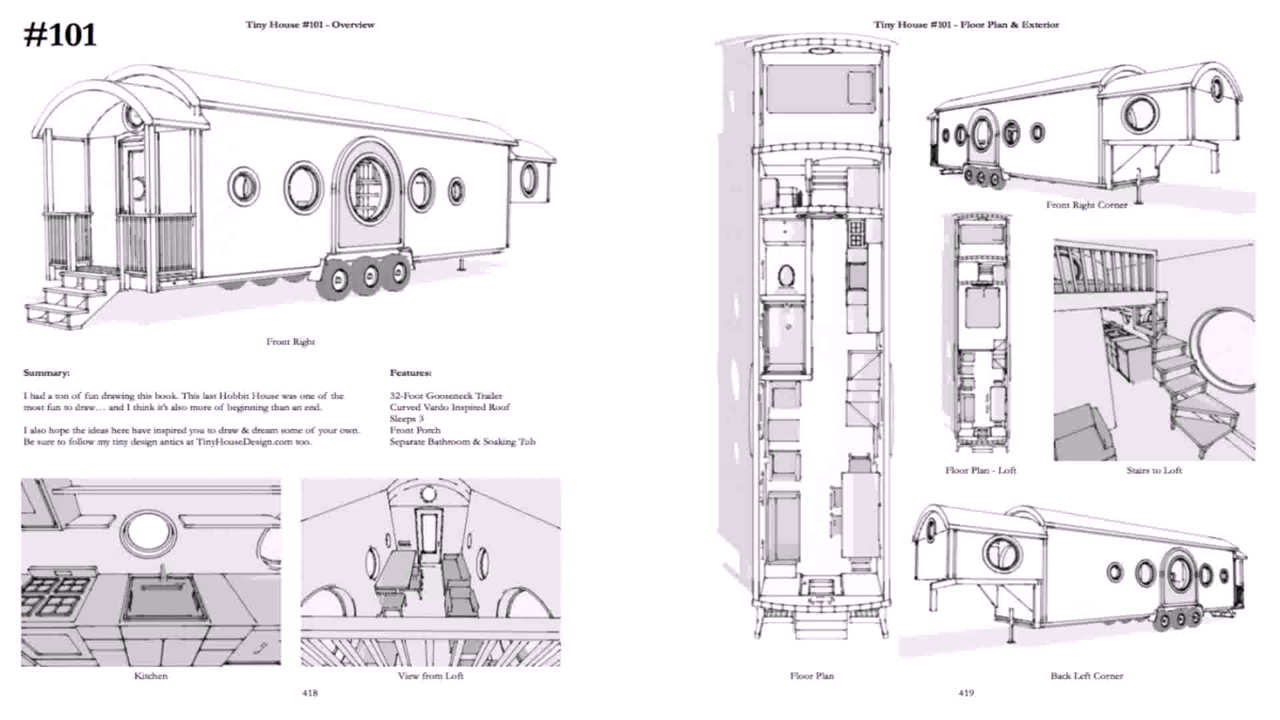 #101
Tiny House #101 - Overview
Front Right
Summary:
I had a ton of fun drawing this book. This last Hobbit House was one of the
most fun to draw… and I think it's also more of beginning than an end.
I also hope the ideas here have inspired you to draw & dream some of your own.
Be sure to follow my tiny design antics at TinyHouseDesign.com too.
Features:
32-Foot Gooseneck Trailer
Curved Vardo Inspired Roof
Sleeps 3
Front Porch
Separate Bathroom & Soaking Tub
Kitchen
View from Loft
418
Tiny House #101 - Floor Plan & Exterior
Front Right Corner
Floor Plan - Loft
Stairs to Loft
Floor Plan
Back Left Corner
419